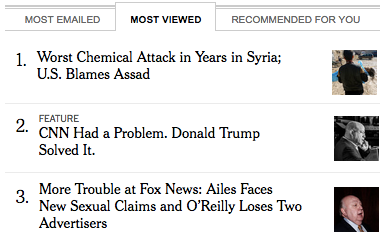 MOST EMAILED MOST VIEWED RECOMMENDED FOR YOU
1. Worst Chemical Attack in Years in Syria;
U.S. Blames Assad
2. FEATURE
CNN Had a Problem. Donald Trump
Solved It.
3. More Trouble at Fox News: Ailes Faces
New Sexual Claims and O’Reilly Loses Two
Advertisers